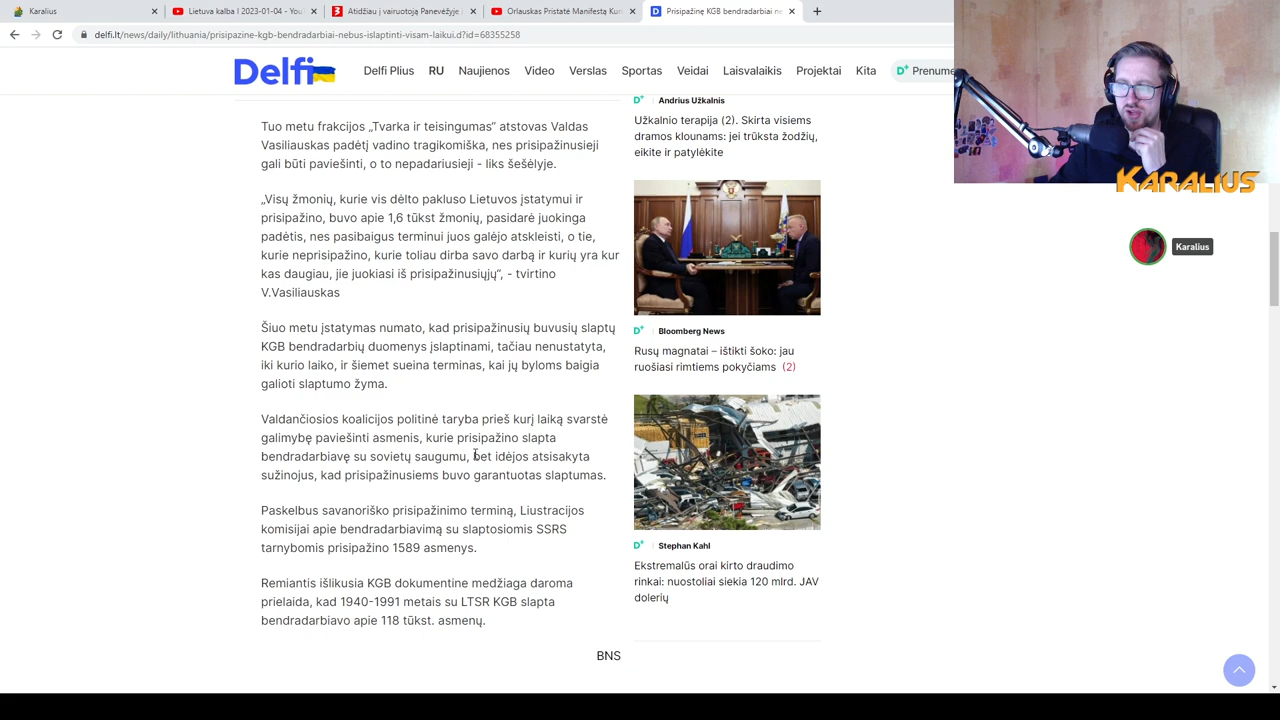 Karalius
Lietuva kalba I 2023-01-04 - You
Atidžiau į vairuotoją Panevėžyje
Orlauskas Pristatė Manifestą Kur
Prisipažinę KGB bendradarbiai ne
delfi.lt/news/daily/lithuania/prisipazine-kgb-bendradarbiai-nebus-islaptinti-visam-laikui.d?id=68355258
Delfi
Delfi Plius RU Naujienos Video Verslas Sportas Veidai Laisvalaikis Projektai Kita D+ Prenume
Tuo metu frakcijos „Tvarka ir teisingumas“ atstovas Valdas
Vasiliauskas padėtį vadino tragikomiška, nes prisipažinusieji
gali būti paviešinti, o to nepadariusieji - liks šešėlyje.
„Visų žmonių, kurie vis dėlto pakluso Lietuvos įstatymui ir
prisipažino, buvo apie 1,6 tūkst žmonių, pasidarė juokinga
padėtis, nes pasibaigus terminui juos galėjo atskleisti, o tie,
kurie neprisipažino, kurie toliau dirba savo darbą ir kurių yra kur
kas daugiau, jie juokiasi iš prisipažinusiųjų“, - tvirtino
V.Vasiliauskas
Šiuo metu įstatymas numato, kad prisipažinusių buvusių slaptų
KGB bendradarbių duomenys įslaptinami, tačiau nenustatyta,
iki kurio laiko, ir šiemet sueina terminas, kai jų byloms baigia
galioti slaptumo žyma.
Valdančiosios koalicijos politinė taryba prieš kurį laiką svarstė
galimybę paviešinti asmenis, kurie prisipažino slapta
bendradarbiavę su sovietų saugumu, bet idėjos atsisakyta
sužinojus, kad prisipažinusiems buvo garantuotas slaptumas.
Paskelbus savanoriško prisipažinimo terminą, Liustracijos
komisijai apie bendradarbiavimą su slaptosiomis SSRS
tarnybomis prisipažino 1589 asmenys.
Remiantis išlikusia KGB dokumentine medžiaga daroma
prielaida, kad 1940-1991 metais su LTSR KGB slapta
bendradarbiavo apie 118 tūkst. asmenų.
BNS
D+ Andrius Užkalnis
Užkalnio terapija (2). Skirta visiems
dramos klounams: jei trūksta žodžių,
eikite ir patylėkite
D+ Bloomberg News
Rusų magnatai – ištikti šoko: jau
ruošiasi rimtiems pokyčiams (2)
D+ Stephan Kahl
Ekstremalūs orai kirto draudimo
rinkai: nuostoliai siekia 120 mlrd. JAV
dolerių
KARALIUS
Karalius